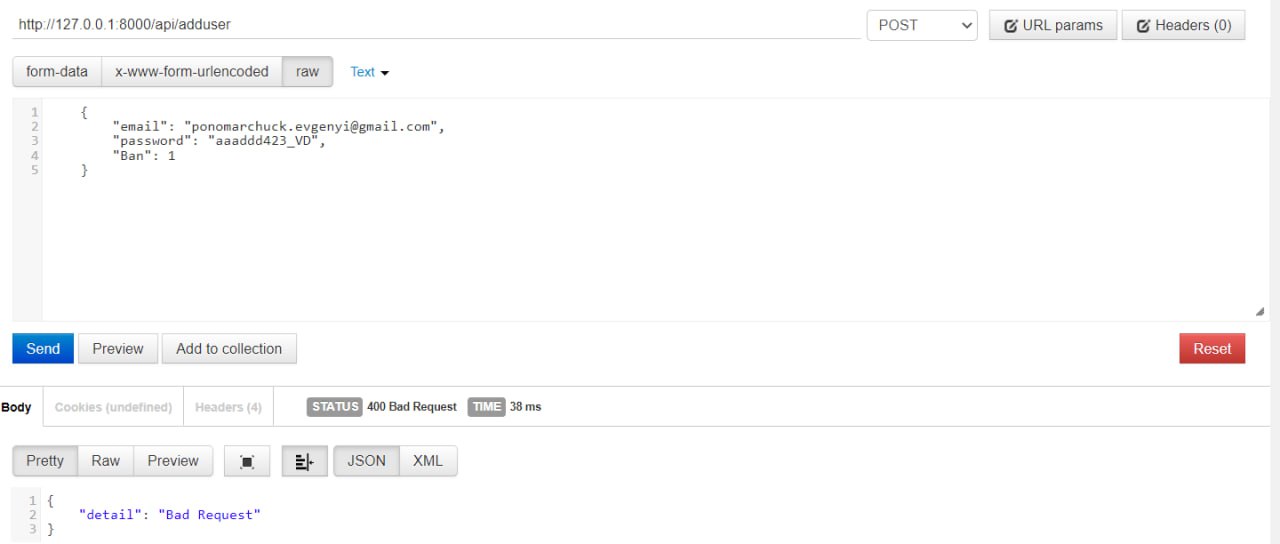 http://127.0.0.1:8000/api/adduser POST URL params Headers (0)
form-data x-www-form-urlencoded raw Text
1 {
2 "email": "ponomarchuck.evgenyi@gmail.com",
3 "password": "aaaddd423_VD",
4 "Ban": 1
5 }
Send Preview Add to collection Reset
Body Cookies (undefined) Headers (4) STATUS 400 Bad Request TIME 38 ms
Pretty Raw Preview JSON XML
1 {
2 "detail": "Bad Request"
3 }